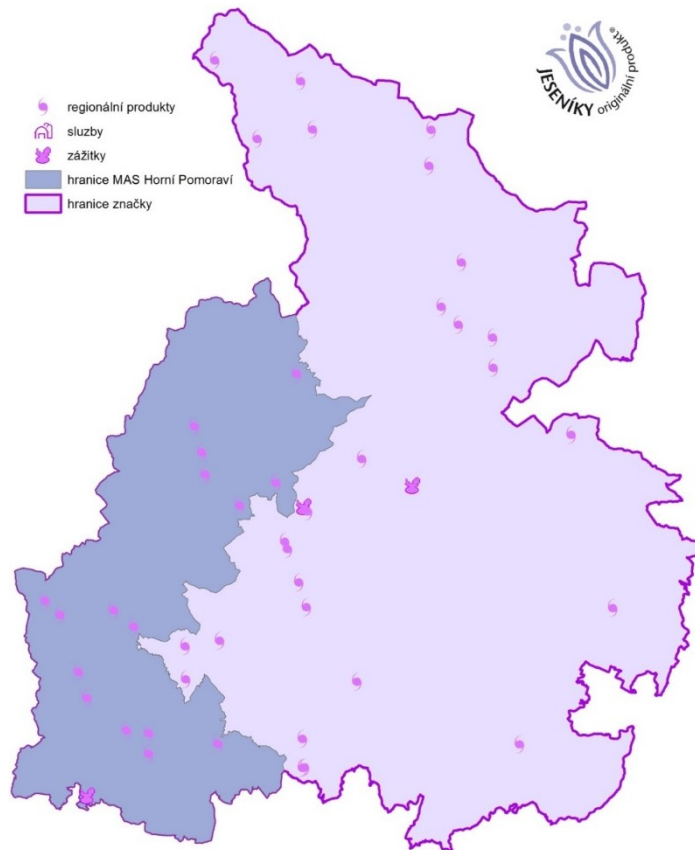 JESENÍKY originální produkt®
regionální produkty
sluzby
zážitky
hranice MAS Horní Pomoraví
hranice značky